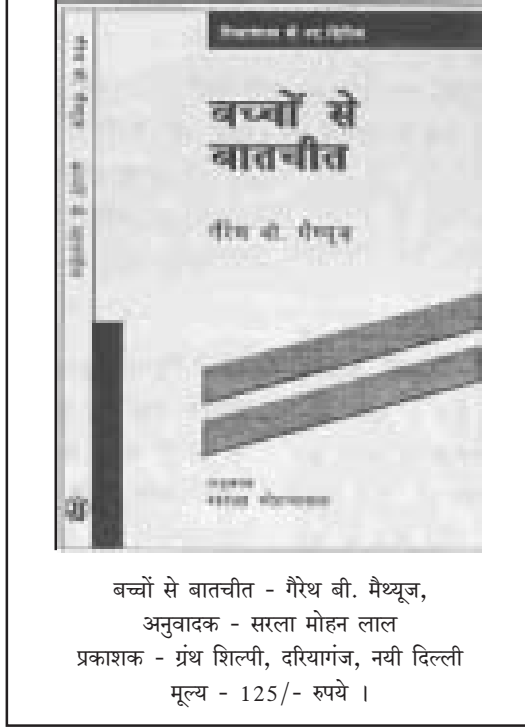 बच्चों से
बातचीत
गैरेथ बी. मैथ्यूज
बच्चों से बातचीत - गैरेथ बी. मैथ्यूज,
अनुवादक - सरला मोहन लाल
प्रकाशक - ग्रंथ शिल्पी, दरियागंज, नयी दिल्ली
मूल्य - 125/- रुपये ।